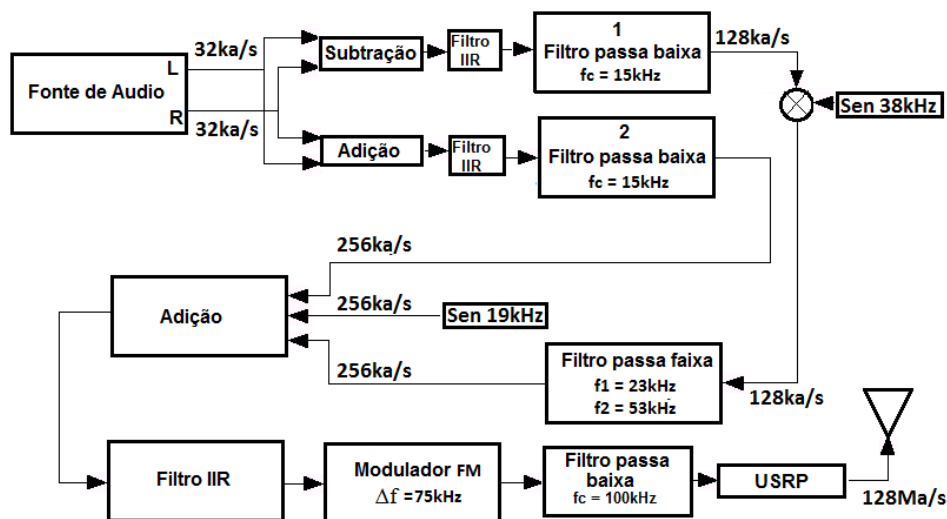 Fonte de Audio
L
R
32ka/s
32ka/s
Subtração
Filtro
IIR
1
Filtro passa baixa
fc = 15kHz
128ka/s
Sen 38kHz
Adição
Filtro
IIR
2
Filtro passa baixa
fc = 15kHz
256ka/s
Adição
256ka/s
Sen 19kHz
256ka/s
Filtro passa faixa
f1 = 23kHz
f2 = 53kHz
128ka/s
Filtro IIR
Modulador FM
Δf =75kHz
Filtro passa
baixa
fc = 100kHz
USRP
128Ma/s